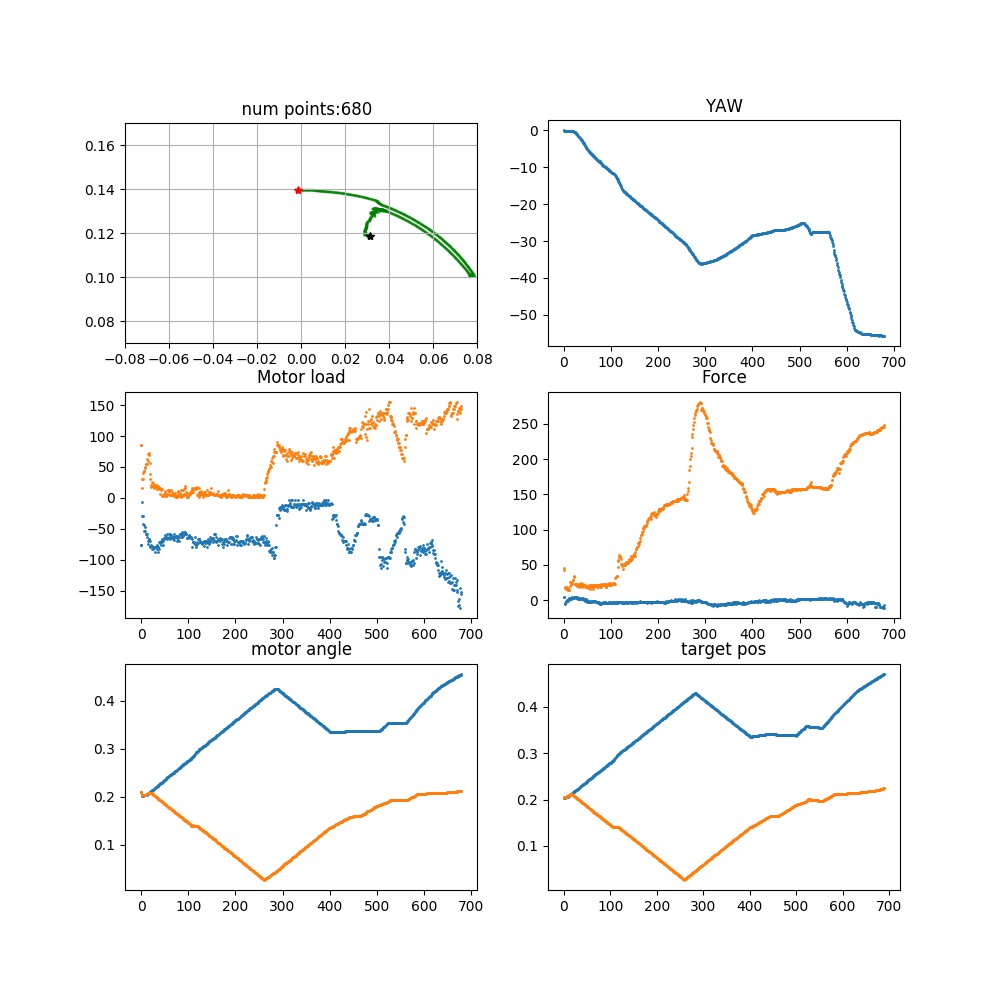 num points:680
YAW
0.16
0.14
0.12
0.10
0.08
−0.08 −0.06 −0.04 −0.02 0.00 0.02 0.04 0.06 0.08
0
−10
−20
−30
−40
−50
0 100 200 300 400 500 600 700
Motor load
Force
150
100
50
0
−50
−100
−150
0 100 200 300 400 500 600 700
250
200
150
100
50
0
0 100 200 300 400 500 600 700
motor angle
target pos
0.4
0.3
0.2
0.1
0 100 200 300 400 500 600 700
0.4
0.3
0.2
0.1
0 100 200 300 400 500 600 700